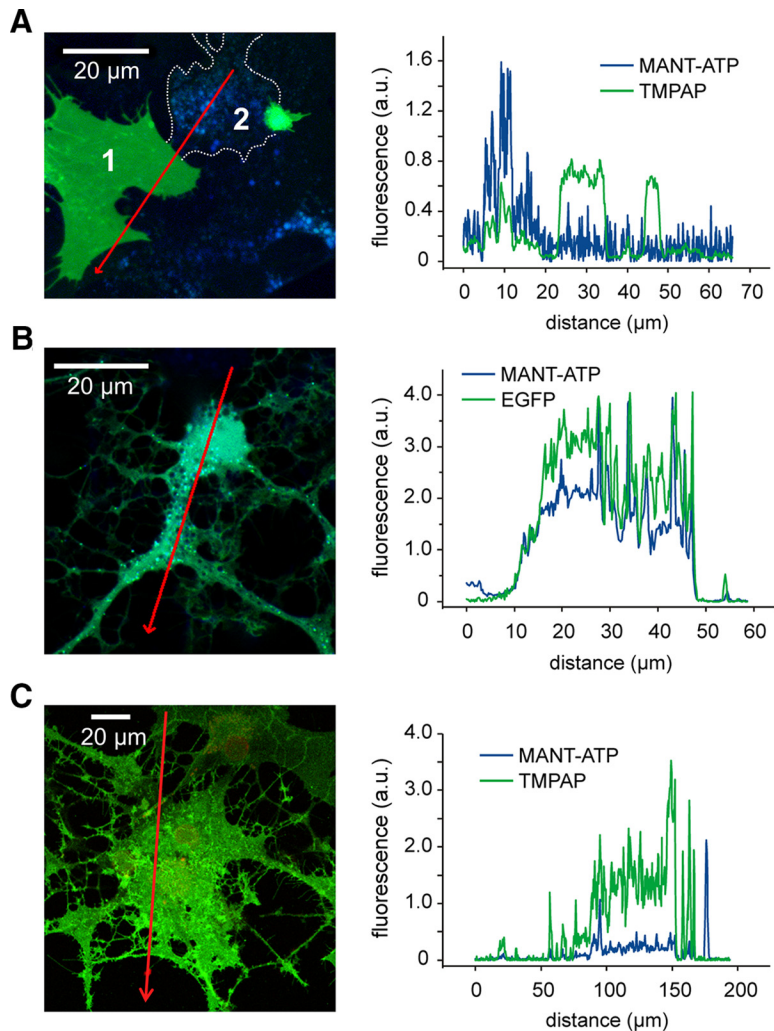 A
20 µm
1
2
fluorescence (a.u.)
1.6
1.2
0.8
0.4
0
MANT-ATP
TMPAP
0 10 20 30 40 50 60 70
distance (µm)
B
20 µm
fluorescence (a.u.)
4.0
3.0
2.0
1.0
0
MANT-ATP
EGFP
0 10 20 30 40 50 60
distance (µm)
C
20 µm
fluorescence (a.u.)
4.0
3.0
2.0
1.0
0
MANT-ATP
TMPAP
0 50 100 150 200
distance (µm)